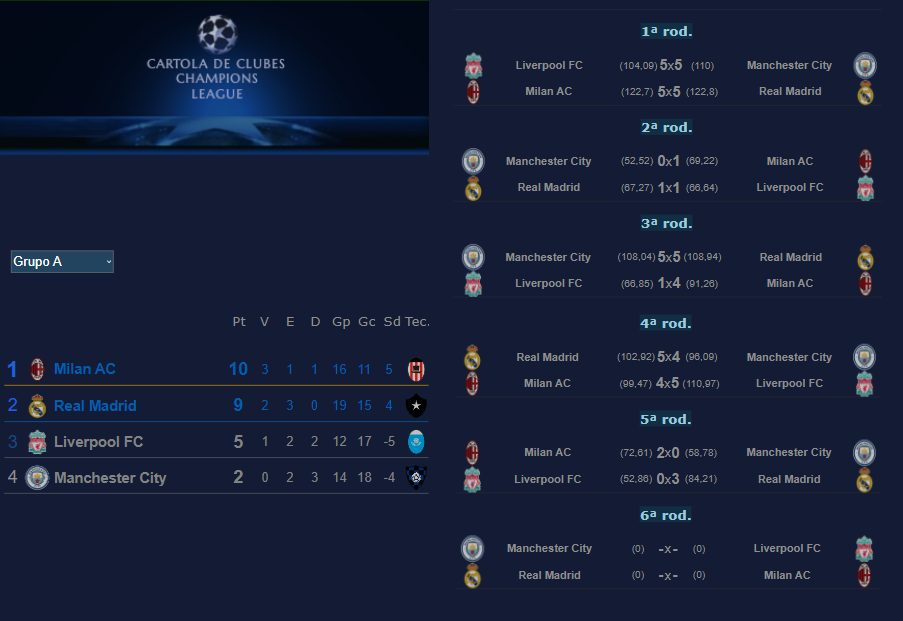 CARTOLA DE CLUBES
CHAMPIONS
LEAGUE
Grupo A
Pt V E D Gp Gc Sd Tec.
1 Milan AC 10 3 1 1 16 11 5
2 Real Madrid 9 2 3 0 19 15 4
3 Liverpool FC 5 1 2 2 12 17 -5
4 Manchester City 2 0 2 3 14 18 -4
1ª rod.
Liverpool FC (104,09) 5x5 (110) Manchester City
Milan AC (122,7) 5x5 (122,8) Real Madrid
2ª rod.
Manchester City (52,52) 0x1 (69,22) Milan AC
Real Madrid (67,27) 1x1 (66,64) Liverpool FC
3ª rod.
Manchester City (108,04) 5x5 (108,94) Real Madrid
Liverpool FC (66,85) 1x4 (91,26) Milan AC
4ª rod.
Real Madrid (102,92) 5x4 (96,09) Manchester City
Milan AC (99,47) 4x5 (110,97) Liverpool FC
5ª rod.
Milan AC (72,61) 2x0 (58,78) Manchester City
Liverpool FC (52,86) 0x3 (84,21) Real Madrid
6ª rod.
Manchester City (0) -x- (0) Liverpool FC
Real Madrid (0) -x- (0) Milan AC